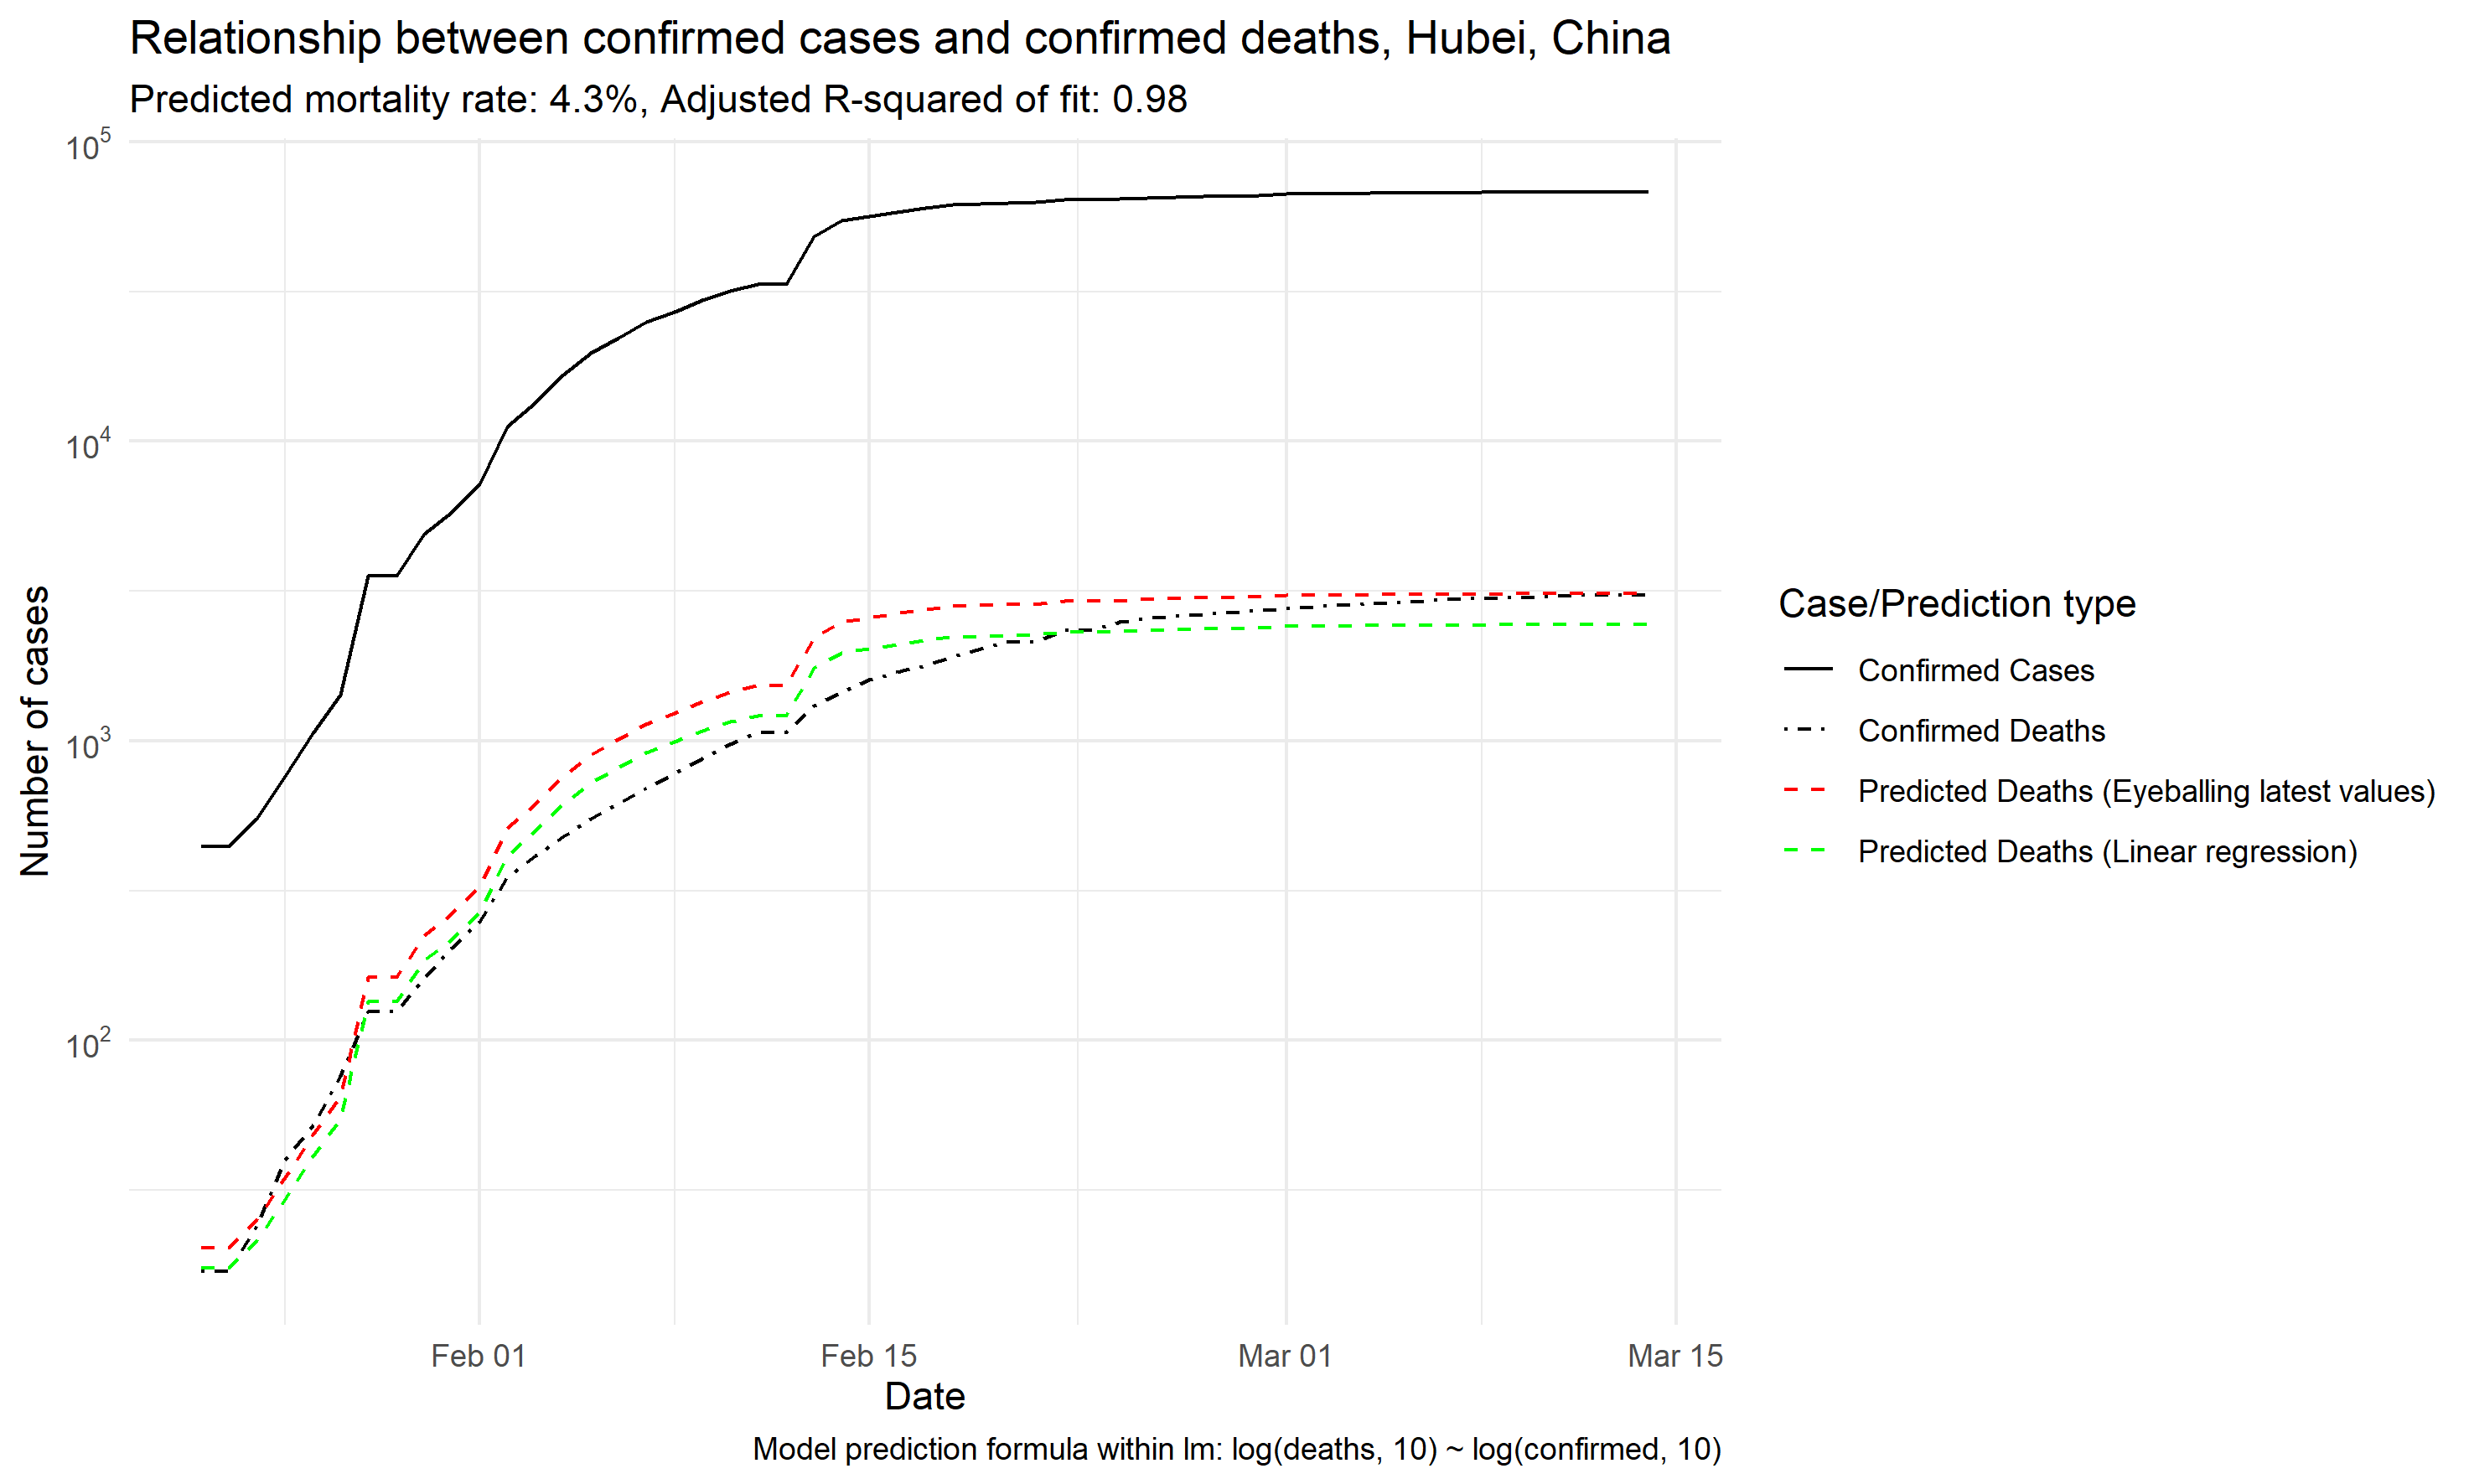 Relationship between confirmed cases and confirmed deaths, Hubei, China
Predicted mortality rate: 4.3%, Adjusted R-squared of fit: 0.98
10^5
10^4
10^3
10^2
Number of cases
Feb 01
Feb 15
Mar 01
Mar 15
Date
Case/Prediction type
Confirmed Cases
Confirmed Deaths
Predicted Deaths (Eyeballing latest values)
Predicted Deaths (Linear regression)
Model prediction formula within lm: log(deaths, 10) ~ log(confirmed, 10)